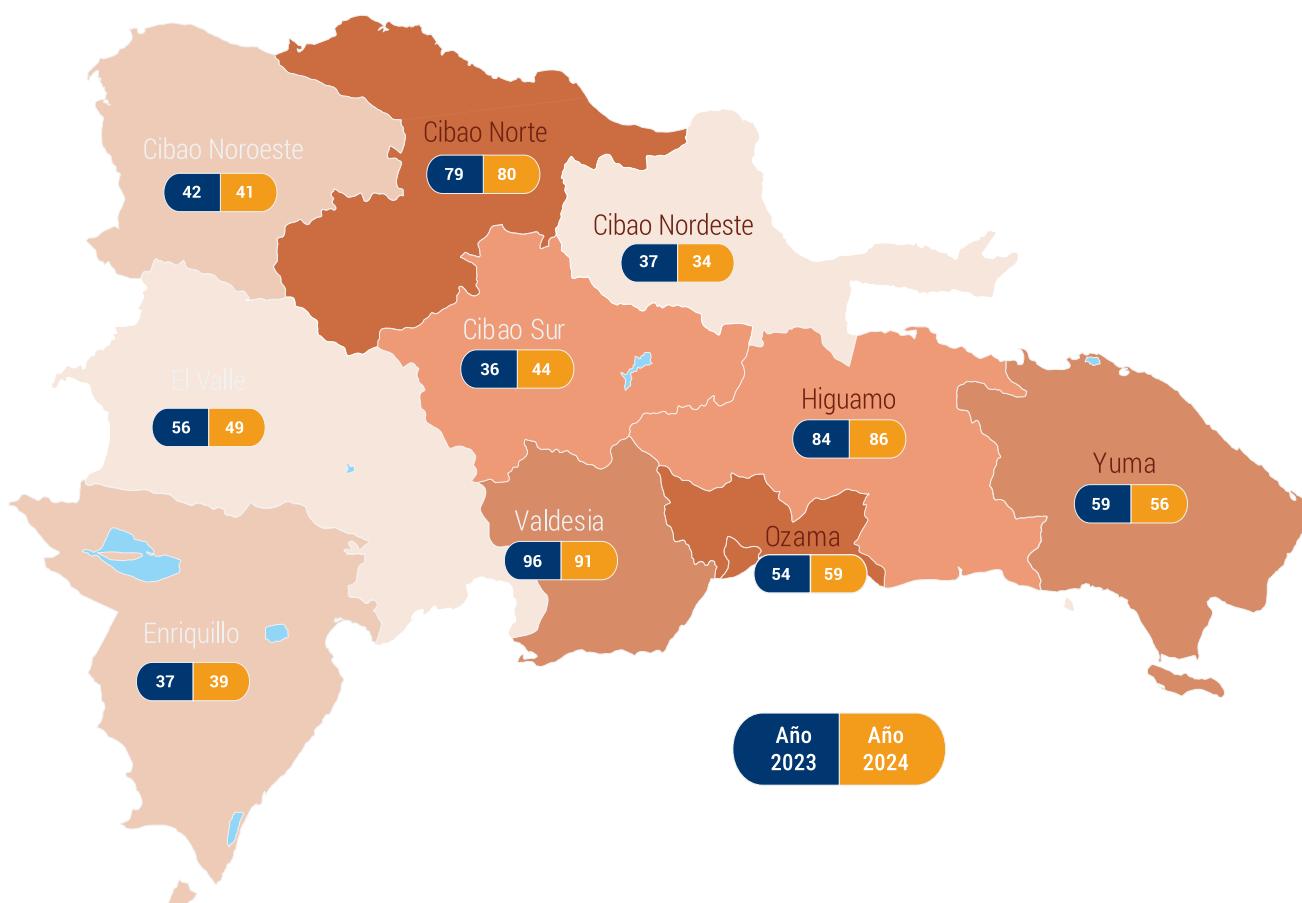 Cibao Noroeste
42 41
Cibao Norte
79 80
Cibao Nordeste
37 34
Cibao Sur
36 44
El Valle
56 49
Higuamo
84 86
Yuma
59 56
Valdesia
96 91
Ozama
54 59
Enriquillo
37 39
Año Año
2023 2024